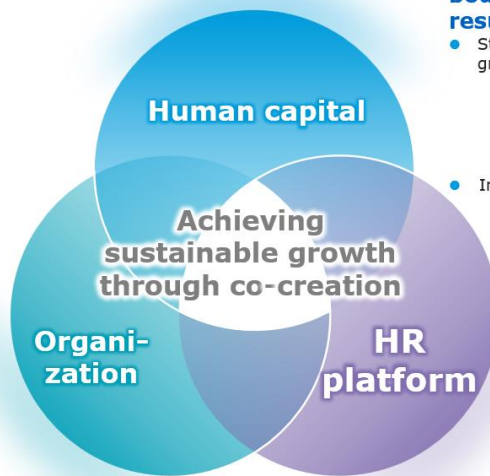 Human capital
Achieving
sustainable growth
through co-creation
Organi-
zation
HR
platform